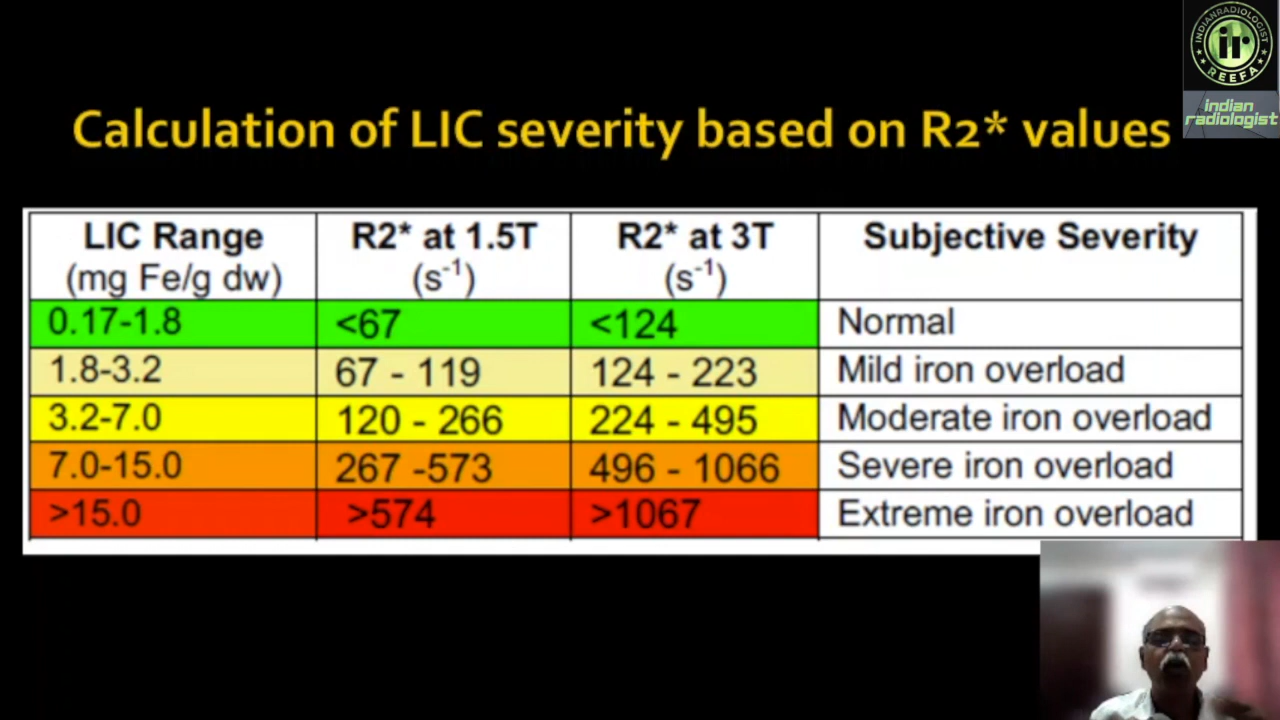 INDIANRADIOLOGIST
ir
REEFA
indian
radiologist
Calculation of LIC severity based on R2* values
LIC Range R2* at 1.5T R2* at 3T Subjective Severity
(mg Fe/g dw) (s-1) (s-1)
0.17-1.8 <67 <124 Normal
1.8-3.2 67 - 119 124 - 223 Mild iron overload
3.2-7.0 120 - 266 224 - 495 Moderate iron overload
7.0-15.0 267 -573 496 - 1066 Severe iron overload
>15.0 >574 >1067 Extreme iron overload